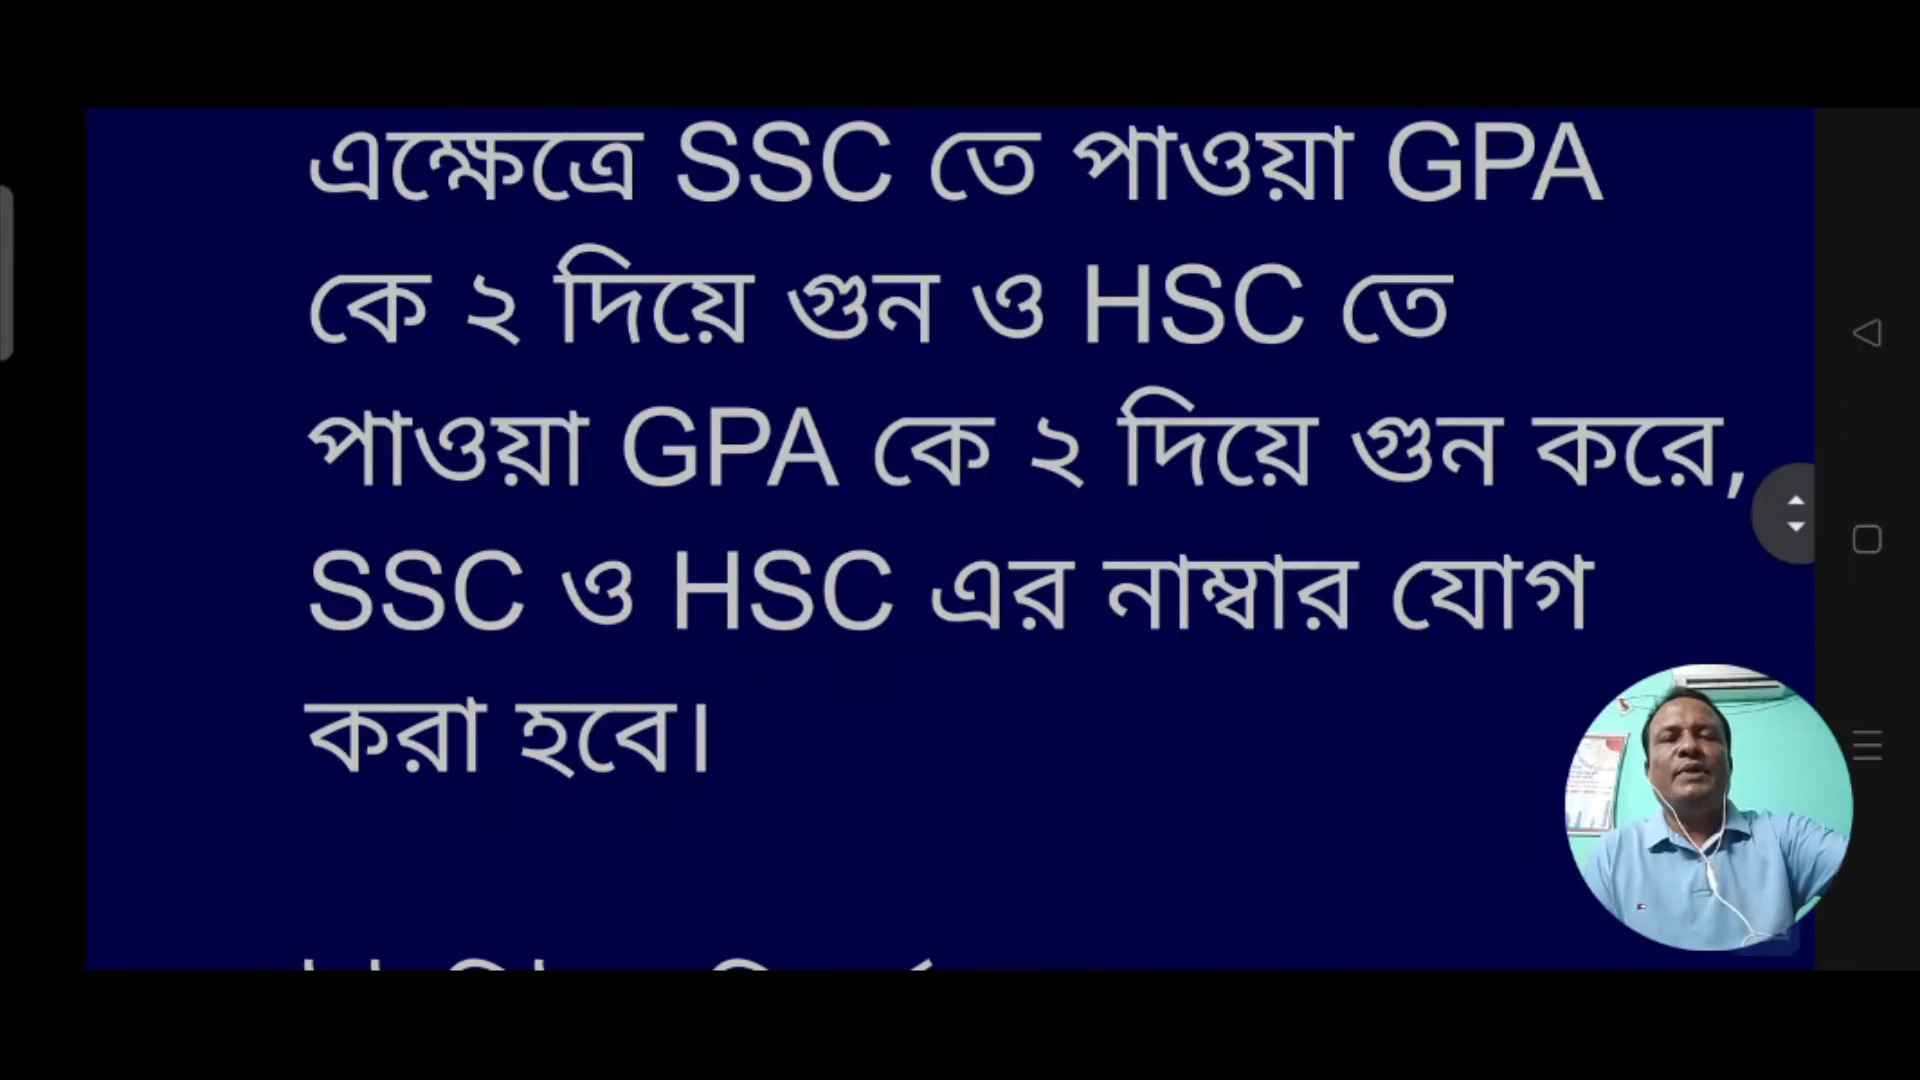 এক্ষেত্রে SSC তে পাওয়া GPA
কে ২ দিয়ে গুন ও HSC তে
পাওয়া GPA কে ২ দিয়ে গুন করে,
SSC ও HSC এর নাম্বার যোগ
করা হবে।